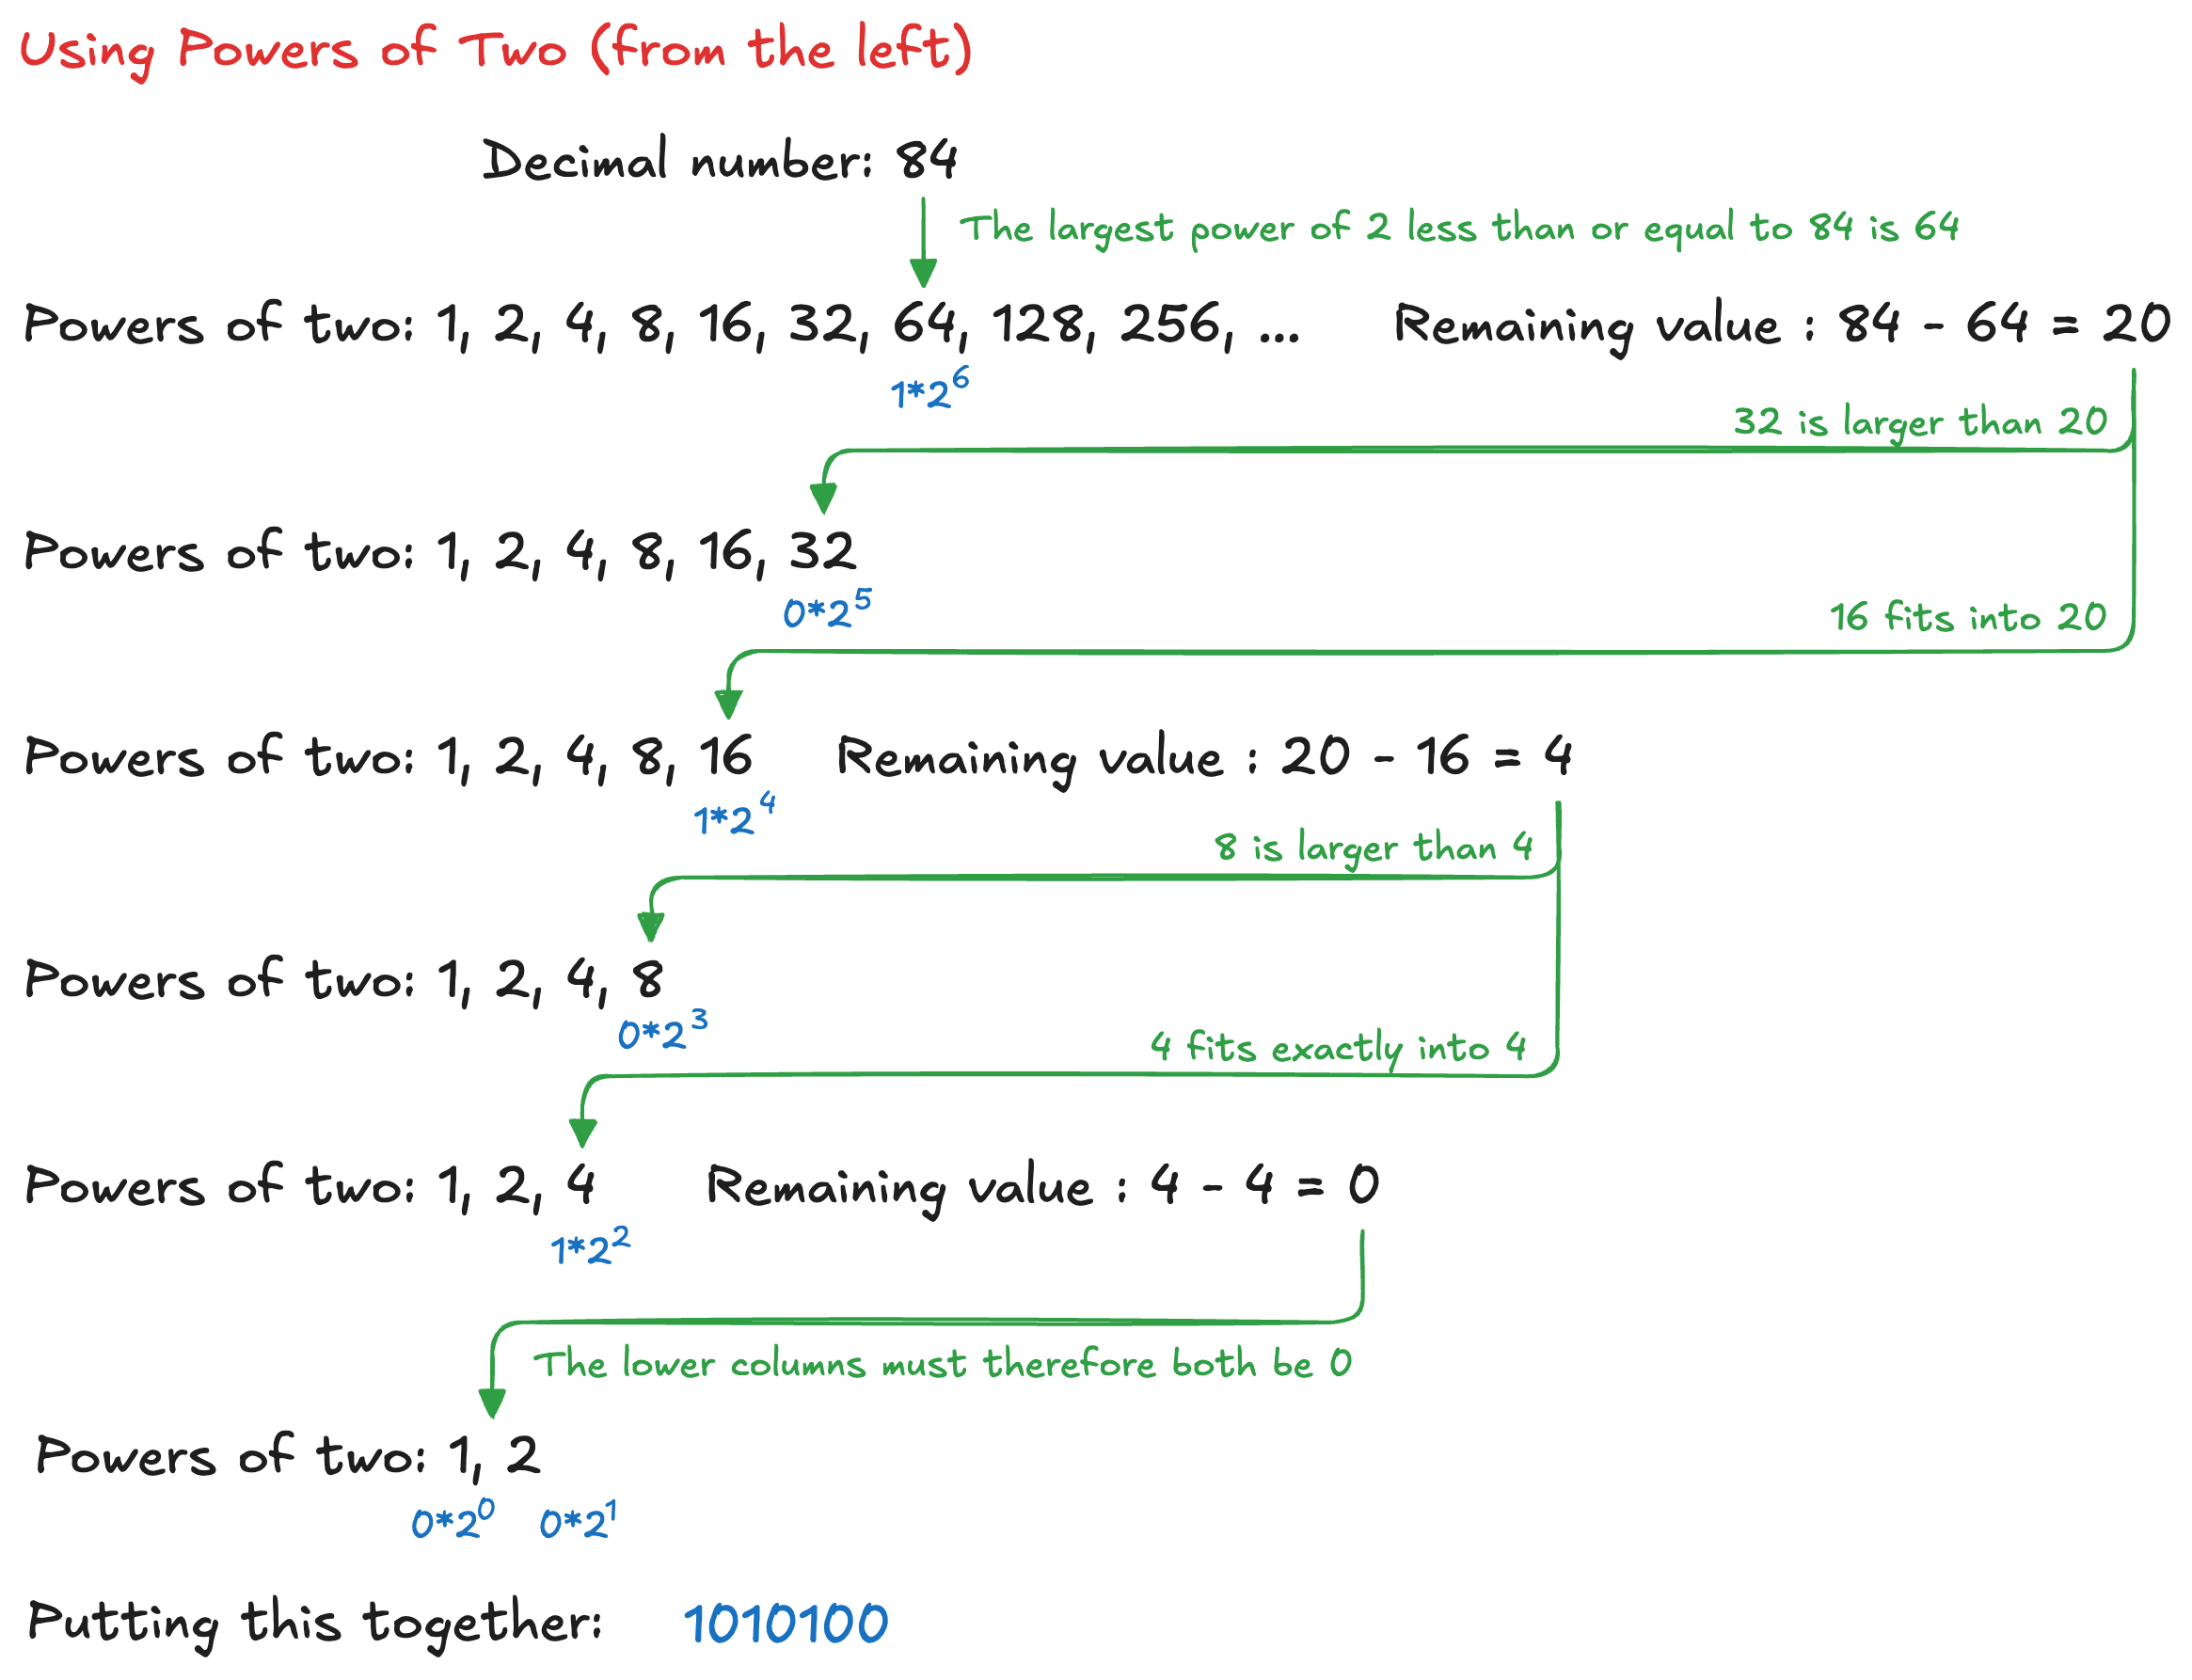 Using Powers of Two (from the left)
Decimal number: 84
The largest power of 2 less than or equal to 84 is 64
Powers of two: 1, 2, 4, 8, 16, 32, 64, 128, 256, ... Remaining value : 84 - 64 = 20
1*2⁶
32 is larger than 20
Powers of two: 1, 2, 4, 8, 16, 32
0*2⁵
16 fits into 20
Powers of two: 1, 2, 4, 8, 16 Remaining value : 20 - 16 = 4
1*2⁴
8 is larger than 4
Powers of two: 1, 2, 4, 8
0*2³
4 fits exactly into 4
Powers of two: 1, 2, 4 Remaining value : 4 - 4 = 0
1*2²
The lower columns must therefore both be 0
Powers of two: 1, 2
0*2⁰ 0*2¹
Putting this together: 1010100